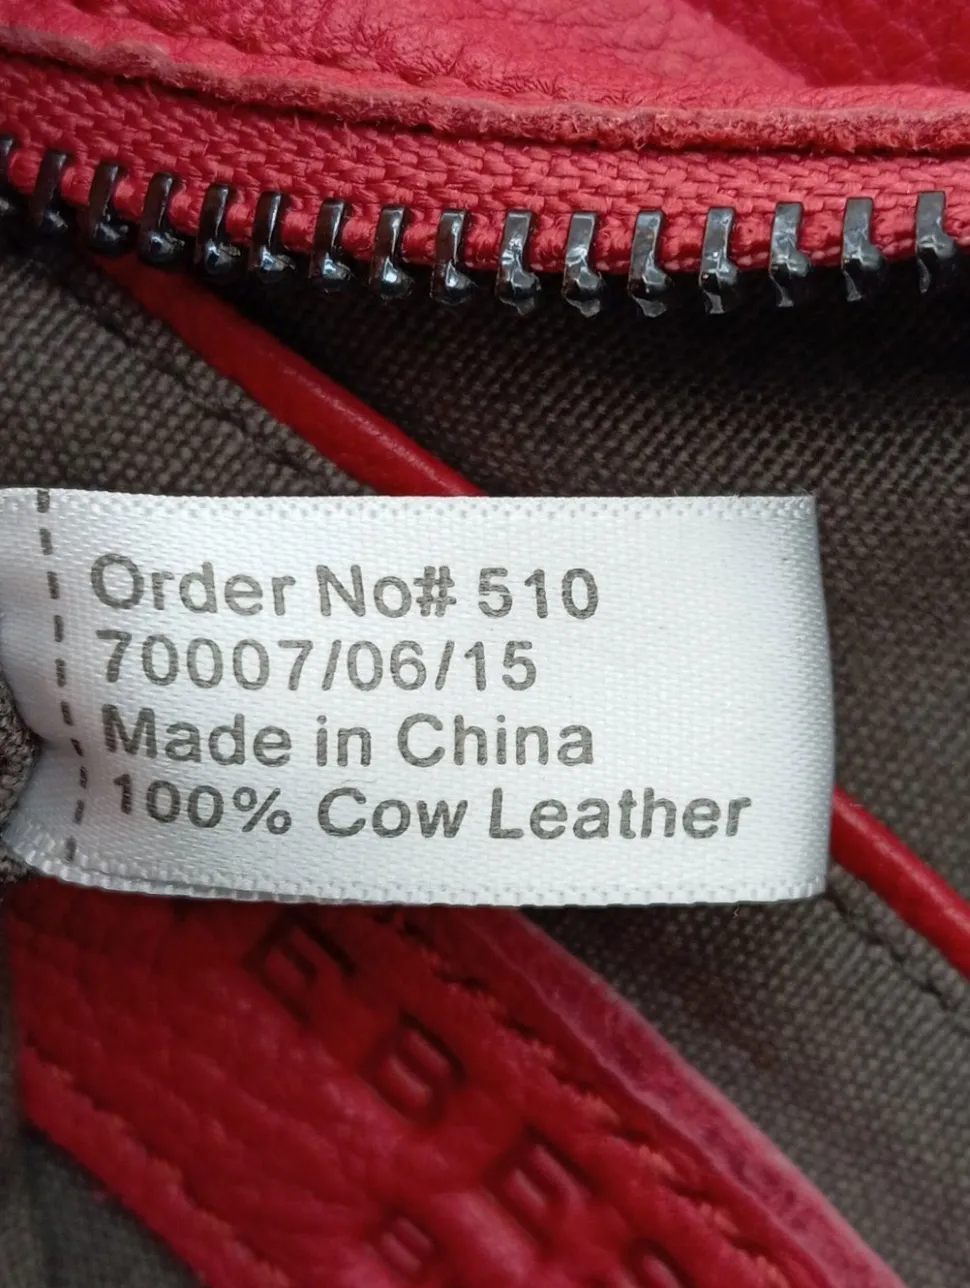 Order No# 510
70007/06/15
Made in China
100% Cow Leather